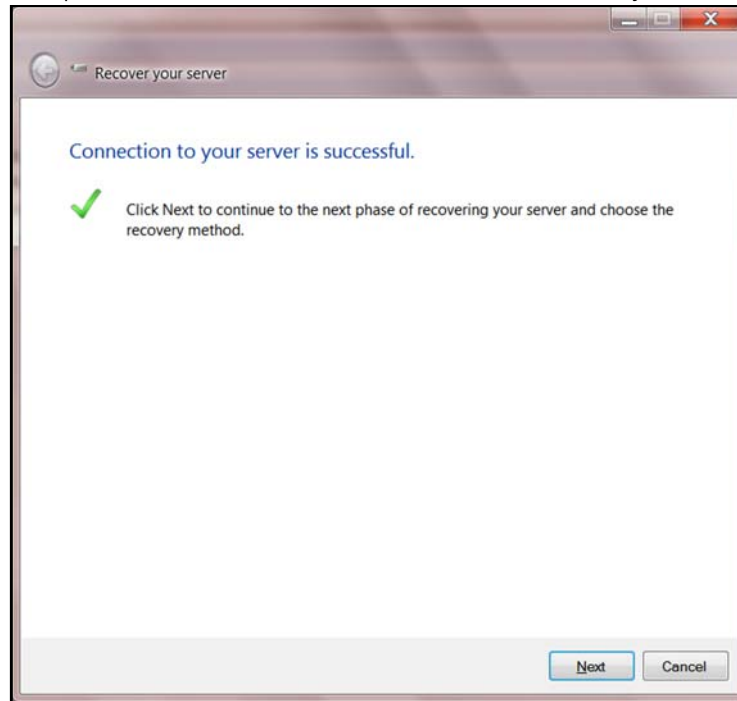 Recover your server
Connection to your server is successful.
Click Next to continue to the next phase of recovering your server and choose the
recovery method.
Next
Cancel